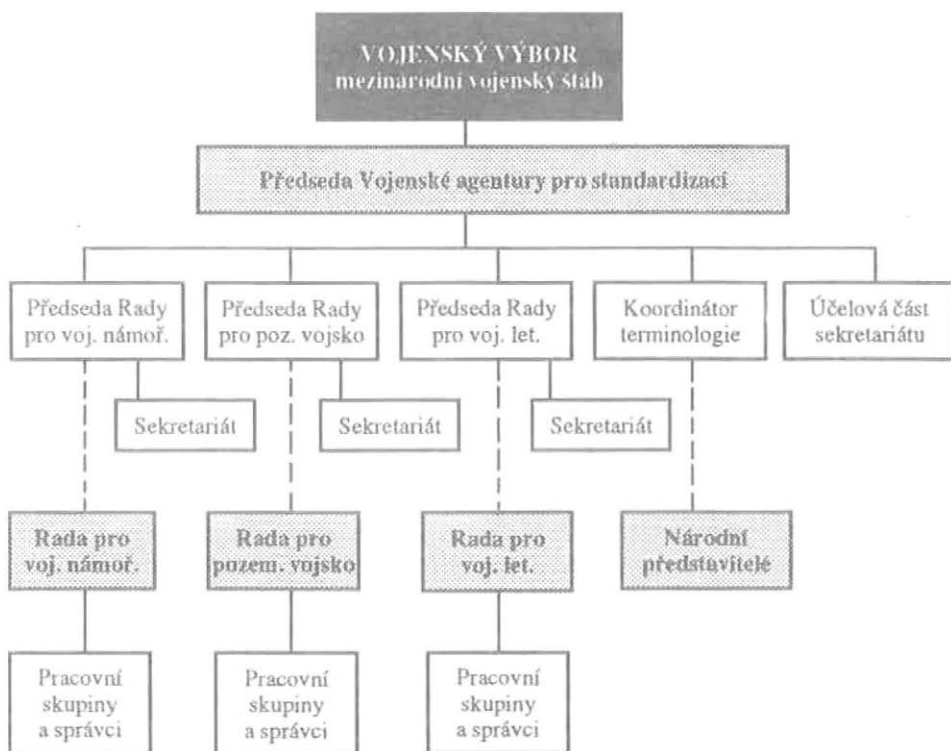 VOJENSKÝ VÝBOR
mezinárodní vojenský štáb
Předseda Vojenské agentury pro standardizaci
Předseda Rady
pro voj. námoř.
Předseda Rady
pro poz. vojsko
Předseda Rady
pro voj. let.
Koordinátor
terminologie
Účelová část
sekretariátu
Sekretariát
Sekretariát
Sekretariát
Rada pro
voj. námoř.
Rada pro
pozem. vojsko
Rada pro
voj. let.
Národní
představitelé
Pracovní
skupiny
a správci
Pracovní
skupiny
a správci
Pracovní
skupiny
a správci